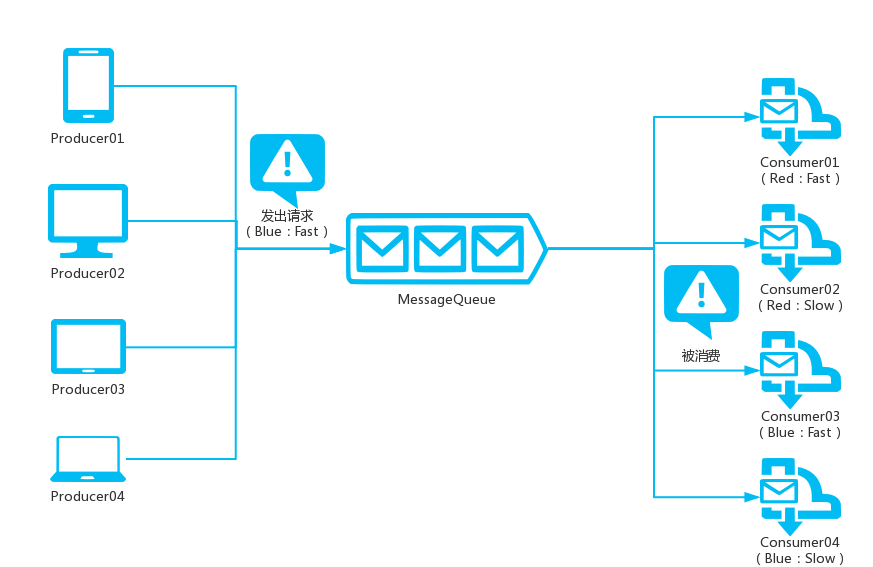 Producer01
Producer02
Producer03
Producer04
发出请求
( Blue : Fast )
MessageQueue
被消费
Consumer01
( Red : Fast )
Consumer02
( Red : Slow )
Consumer03
( Blue : Fast )
Consumer04
( Blue : Slow )